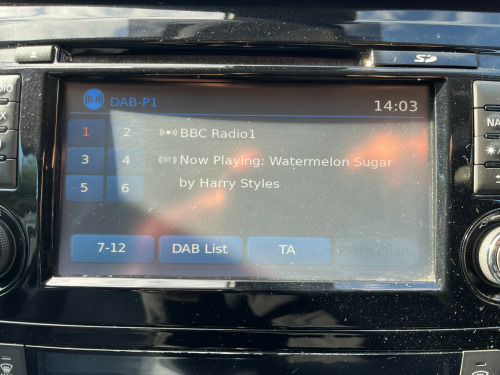 SD
DAB-P1
14:03
1 2
BBC Radio1
3 4
Now Playing: Watermelon Sugar
by Harry Styles
5 6
7-12
DAB List
TA